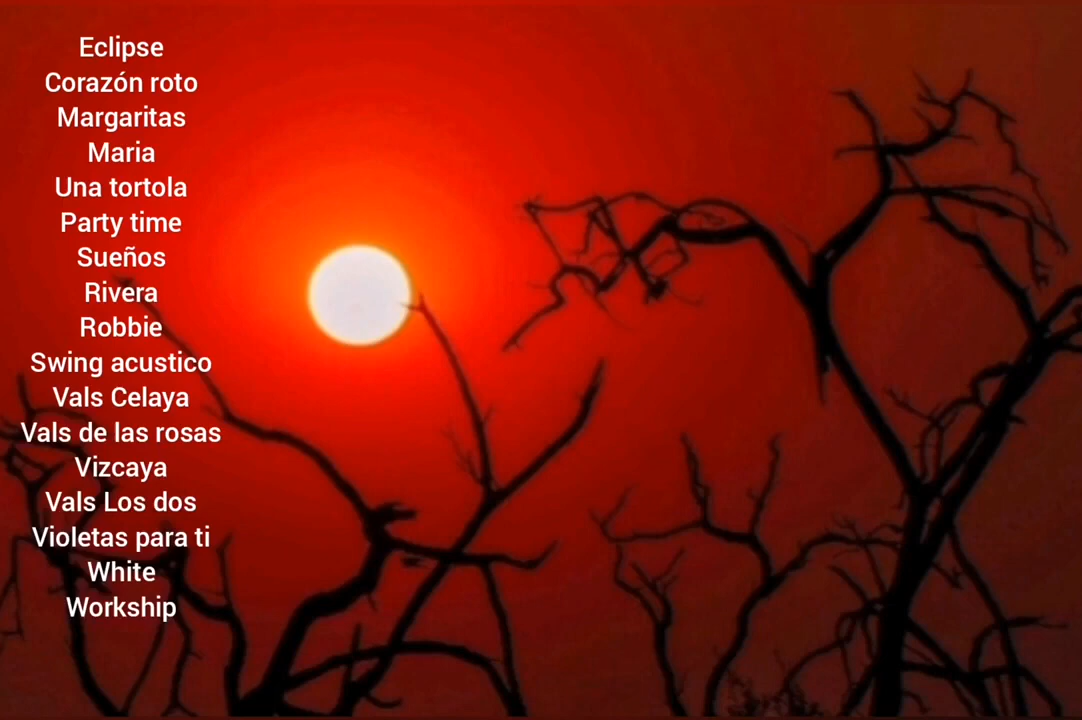 Eclipse
Corazón roto
Margaritas
Maria
Una tortola
Party time
Sueños
Rivera
Robbie
Swing acustico
Vals Celaya
Vals de las rosas
Vizcaya
Vals Los dos
Violetas para ti
White
Workship